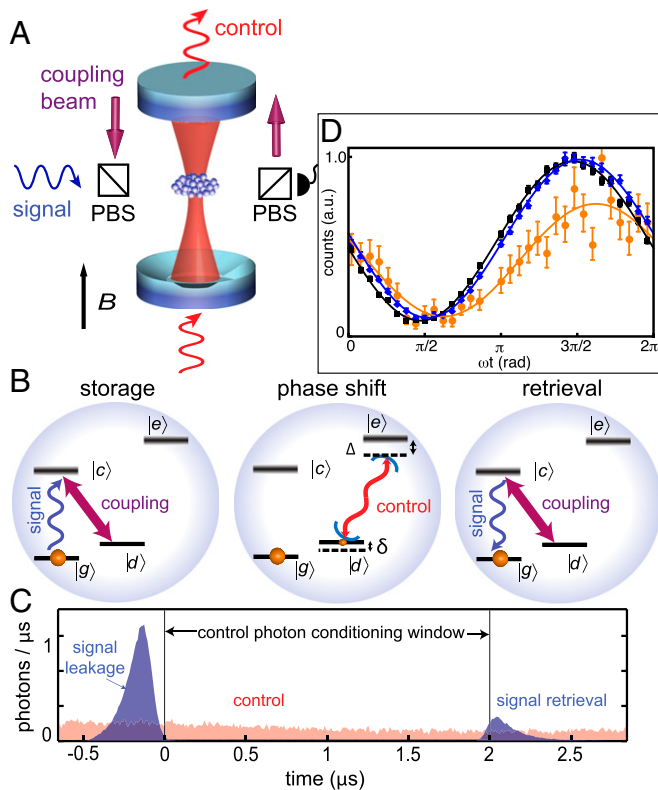 A
control
coupling
beam
signal
PBS
PBS
B
D
counts (a.u.)
1.0
0
0
π/2
π
3π/2
2π
ωt (rad)
B
storage
phase shift
retrieval
|e⟩
|c⟩
signal
coupling
|g⟩
|d⟩
|e⟩
Δ
|c⟩
control
δ
|g⟩
|d⟩
|e⟩
|c⟩
signal
coupling
|g⟩
|d⟩
C
photons / μs
1
0
signal
leakage
control photon conditioning window
control
signal retrieval
-0.5
0
0.5
1
1.5
2
2.5
time (μs)